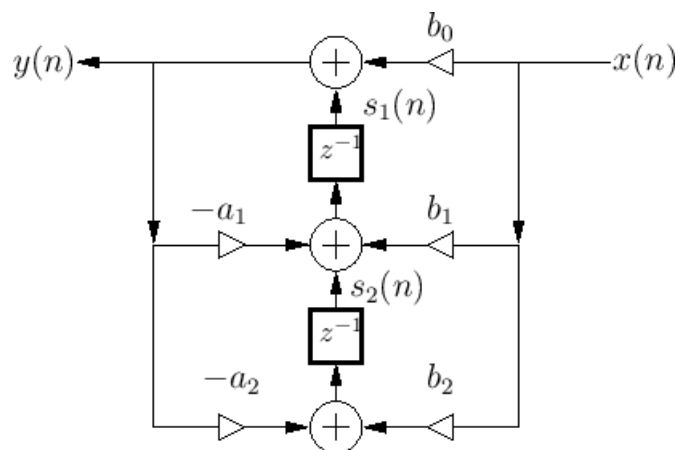 b₀
y(n) x(n)
s₁(n)
z⁻¹
−a₁ b₁
s₂(n)
z⁻¹
−a₂ b₂